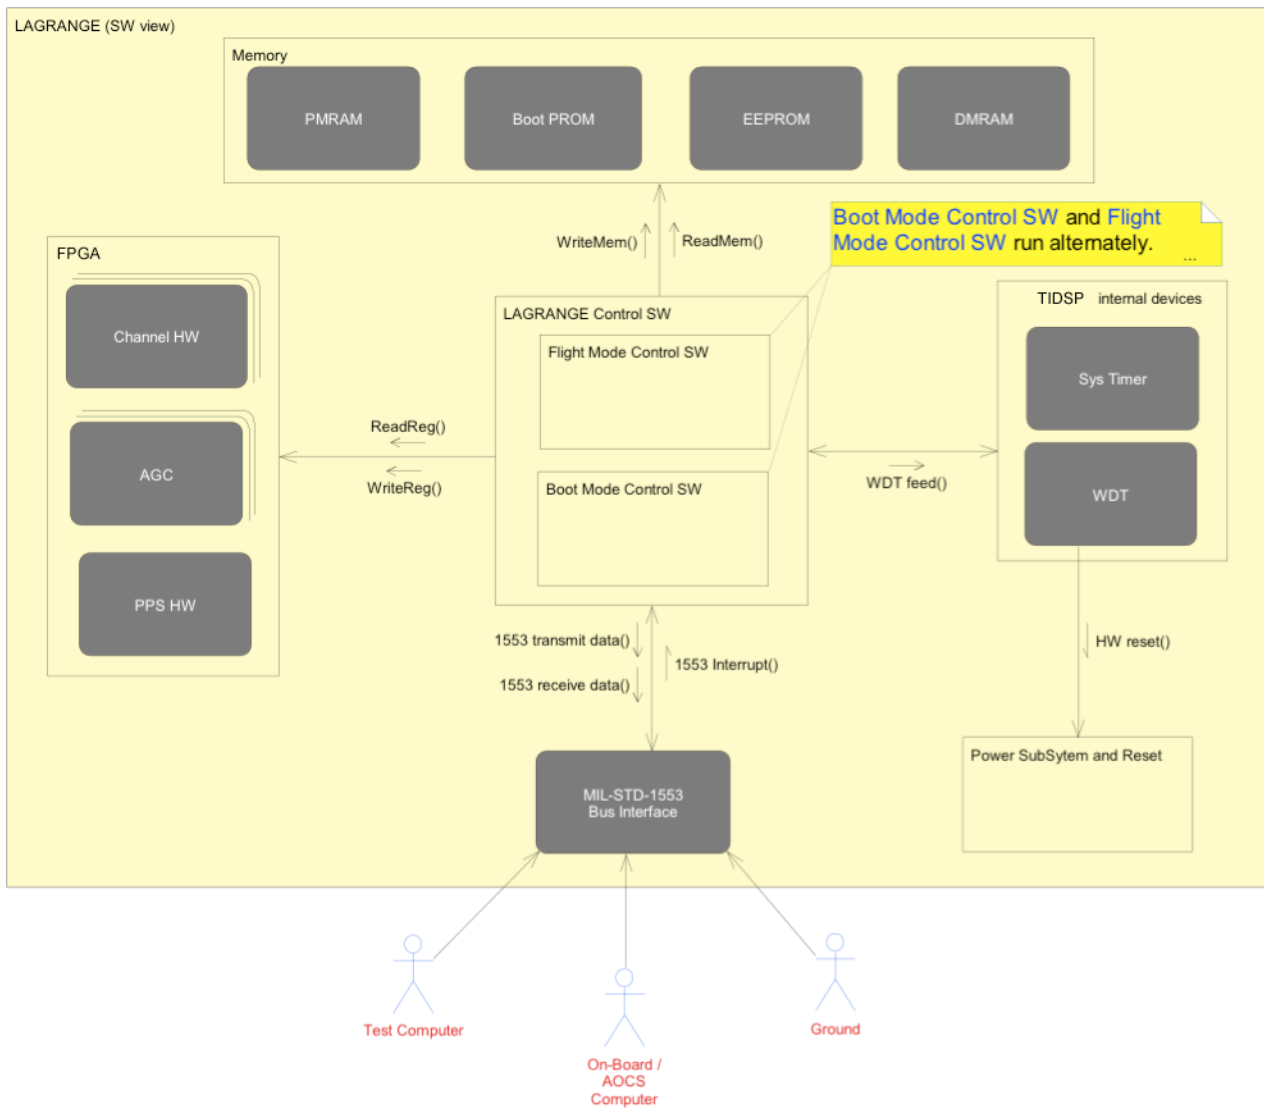 LAGRANGE (SW view)
Memory
PMRAM
Boot PROM
EEPROM
DMRAM
WriteMem()
ReadMem()
Boot Mode Control SW and Flight
Mode Control SW run alternately.
...
FPGA
Channel HW
AGC
PPS HW
ReadReg()
WriteReg()
LAGRANGE Control SW
Flight Mode Control SW
Boot Mode Control SW
TIDSP internal devices
Sys Timer
WDT
WDT feed()
HW reset()
Power SubSytem and Reset
1553 transmit data()
1553 Interrupt()
1553 receive data()
MIL-STD-1553
Bus Interface
Test Computer
On-Board /
AOCS
Computer
Ground